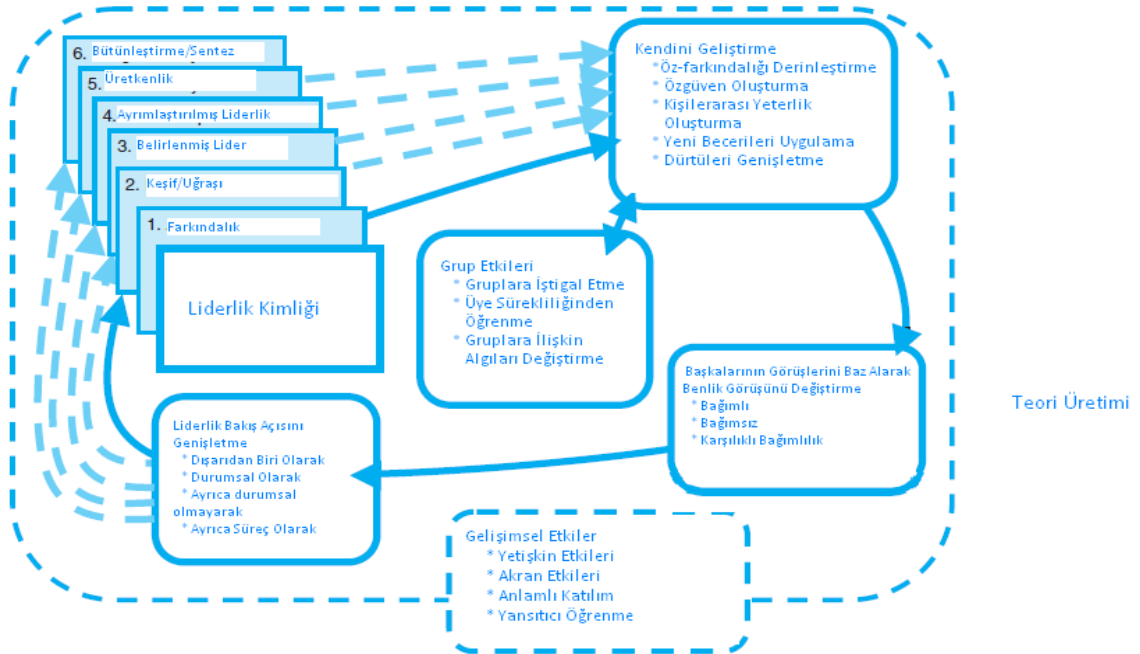 6. Bütünleştirme/Sentez
5. Üretkenlik
4. Ayrımlaştırılmış Liderlik
3. Belirlenmiş Lider
2. Keşif/Uğraşı
1. Farkındalık
Liderlik Kimliği
Kendini Geliştirme
*Öz-farkındalığı Derinleştirme
* Özgüven Oluşturma
* Kişilerarası Yeterlik
Oluşturma
* Yeni Becerileri Uygulama
* Dürtüleri Genişletme
Grup Etkileri
* Gruplara İştigal Etme
* Üye Sürekliliğinden
Öğrenme
* Gruplara İlişkin
Algıları Değiştirme
Başkalarının Görüşlerini Baz Alarak
Benlik Görüşünü Değiştirme
* Bağımlı
* Bağımsız
* Karşılıklı Bağımlılık
Teori Üretimi
Liderlik Bakış Açısını
Genişletme
* Dışarıdan Biri Olarak
* Durumsal Olarak
* Ayrıca durumsal
olmayarak
* Ayrıca Süreç Olarak
Gelişimsel Etkiler
* Yetişkin Etkileri
* Akran Etkileri
* Anlamlı Katılım
* Yansıtıcı Öğrenme